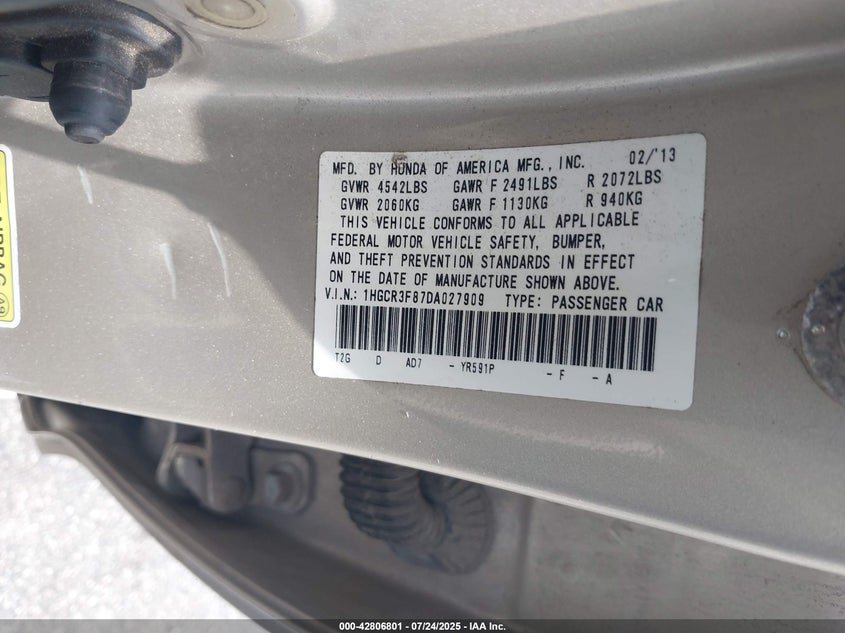 MFD. BY HONDA OF AMERICA MFG., INC. 02/'13
GVWR 4542LBS GAWR F 2491LBS R 2072LBS
GVWR 2060KG GAWR F 1130KG R 940KG
THIS VEHICLE CONFORMS TO ALL APPLICABLE
FEDERAL MOTOR VEHICLE SAFETY, BUMPER,
AND THEFT PREVENTION STANDARDS IN EFFECT
ON THE DATE OF MANUFACTURE SHOWN ABOVE.
V.I.N.: 1HGCR3F87DA027909 TYPE: PASSENGER CAR
T2G D AD7 - YR591P - F - A
AIRBAG
000-42806801 / 07/24/2025 - IAA Inc.